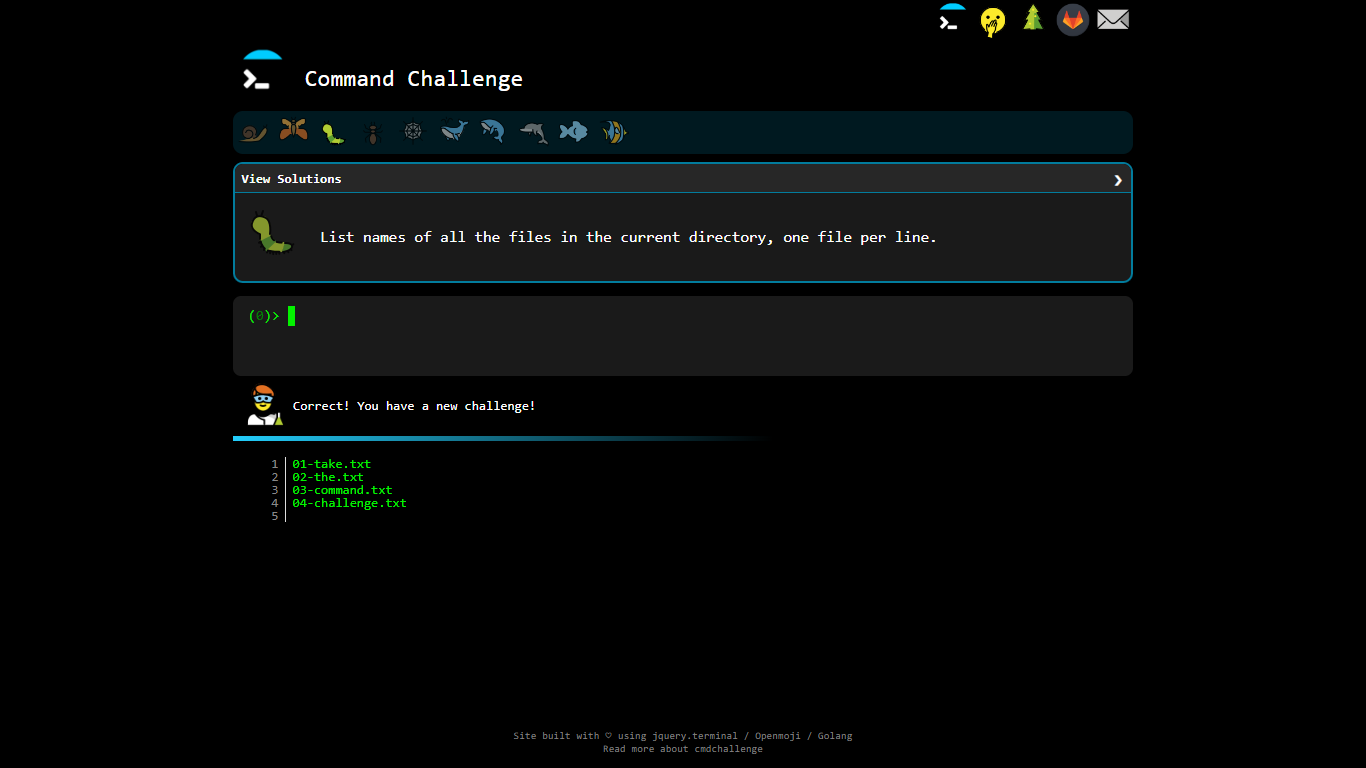 Command Challenge
View Solutions
List names of all the files in the current directory, one file per line.
(0)>
Correct! You have a new challenge!
1 01-take.txt
2 02-the.txt
3 03-command.txt
4 04-challenge.txt
5
Site built with ♡ using jquery.terminal / Openmoji / Golang
Read more about cmdchallenge